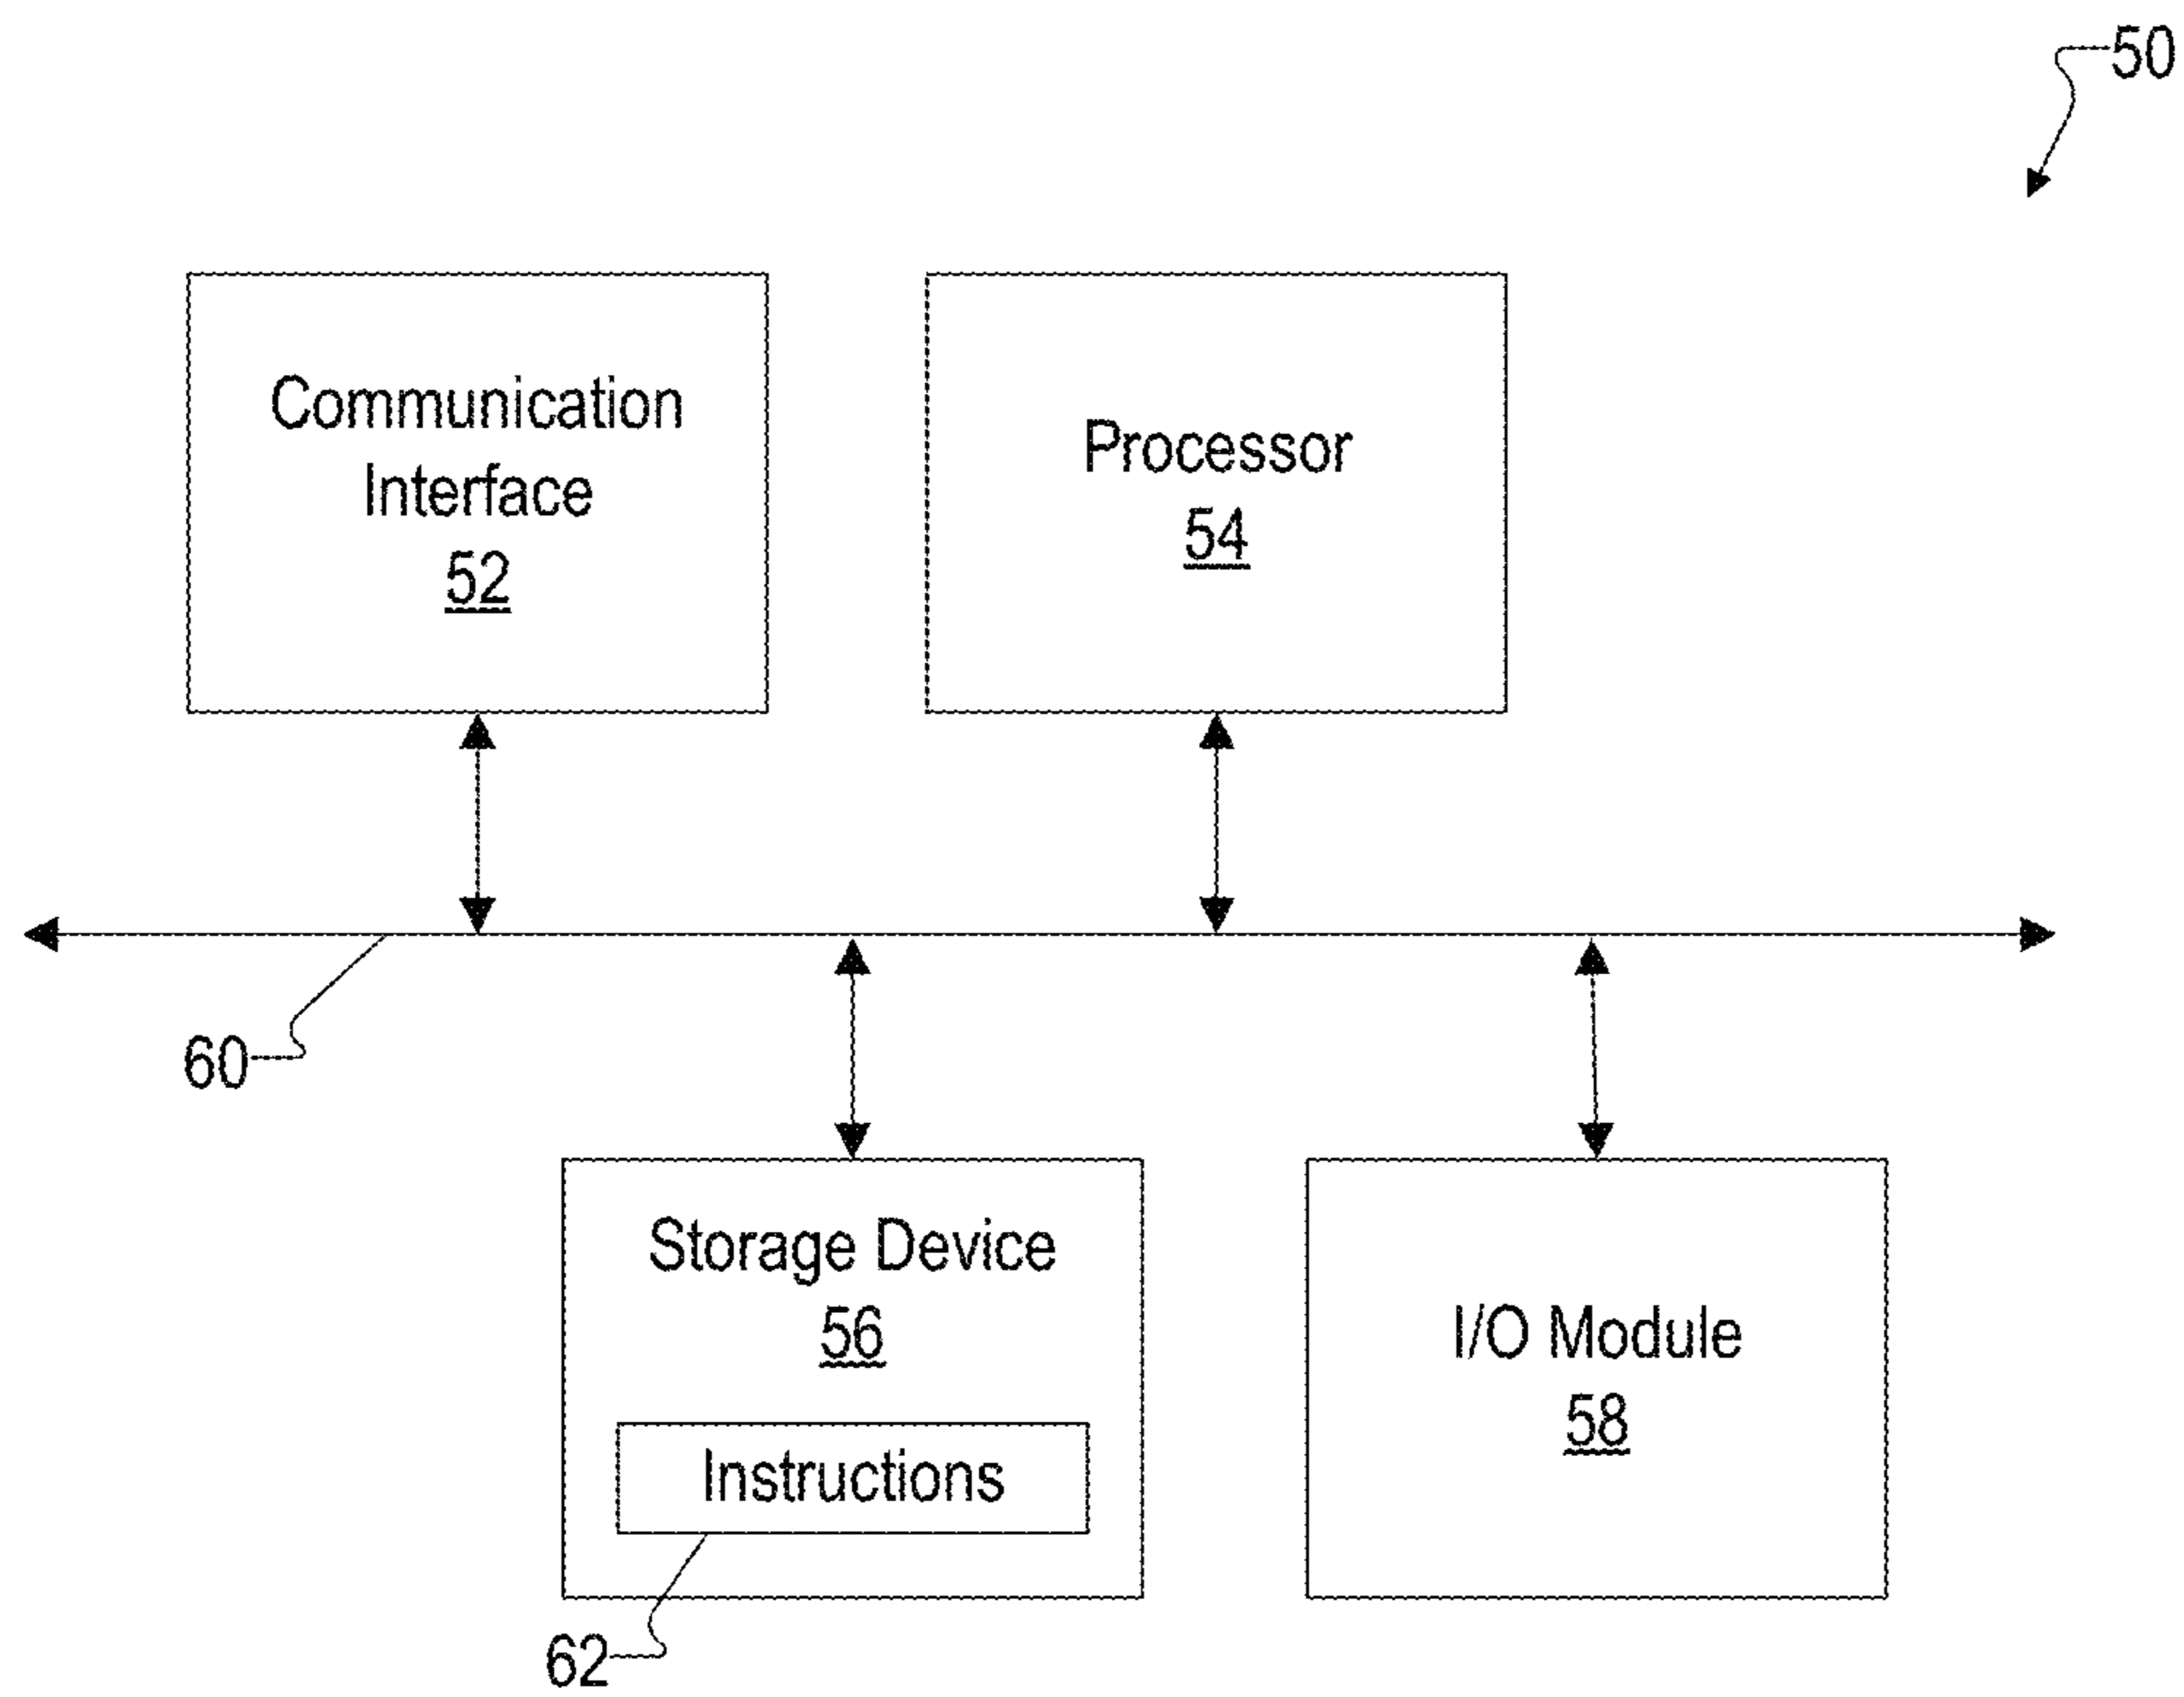 50
Communication
Interface
52
Processor
54
60
Storage Device
56
Instructions
62
I/O Module
58